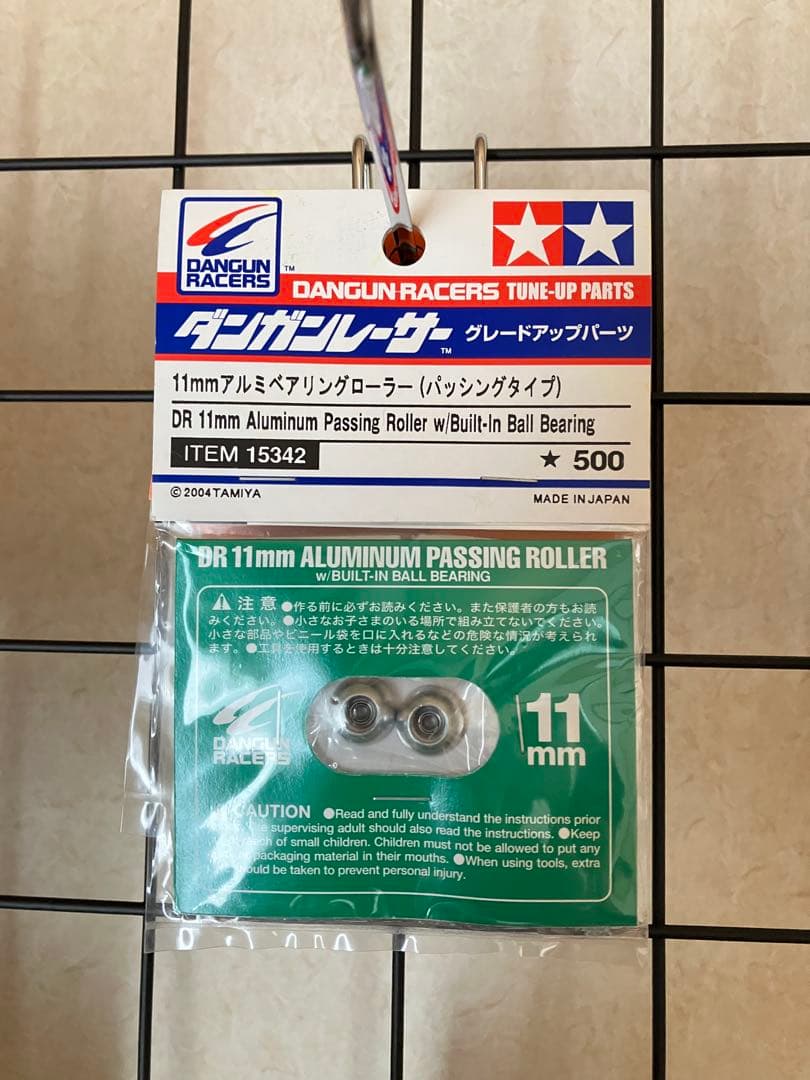 DANGUN
RACERS
™
DANGUN-RACERS TUNE-UP PARTS
ダンガンレーサー™ グレードアップパーツ
11mmアルミベアリングローラー(パッシングタイプ)
DR 11mm Aluminum Passing Roller w/Built-In Ball Bearing
ITEM 15342
★ 500
©2004 TAMIYA
MADE IN JAPAN
DR 11mm ALUMINUM PASSING ROLLER
w/BUILT-IN BALL BEARING
注意 ●作る前に必ずお読みください。また保護者の方もお読
みください。●小さなお子さまのいる場所で組み立てないでください。
小さな部品やビニール袋を口に入れるなどの危険な情況が考えられ
ます。●工具を使用するときは十分注意してください。
DANGUN
RACERS
11
mm
CAUTION ●Read and fully understand the instructions prior
supervising adult should also read the instructions. ●Keep
of small children. Children must not be allowed to put any
packaging material in their mouths. ●When using tools, extra
be taken to prevent personal injury.